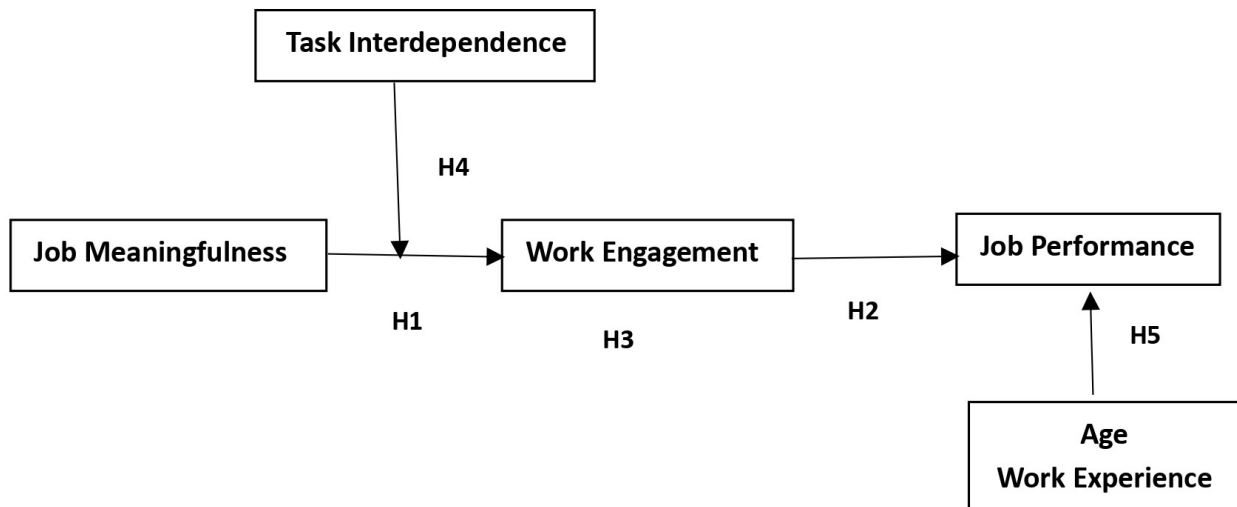 Task Interdependence
H4
Job Meaningfulness
Work Engagement
Job Performance
H1
H3
H2
H5
Age
Work Experience